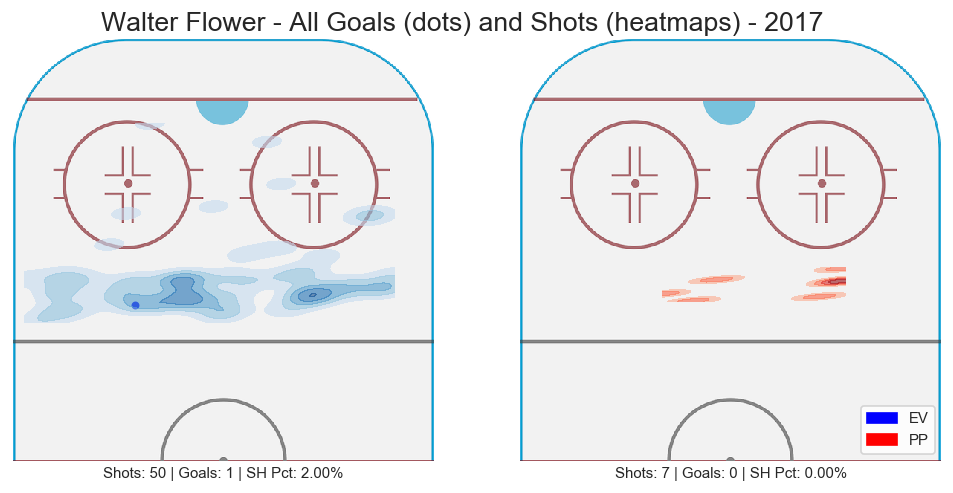 Walter Flower - All Goals (dots) and Shots (heatmaps) - 2017
EV
PP
Shots: 50 | Goals: 1 | SH Pct: 2.00%
Shots: 7 | Goals: 0 | SH Pct: 0.00%